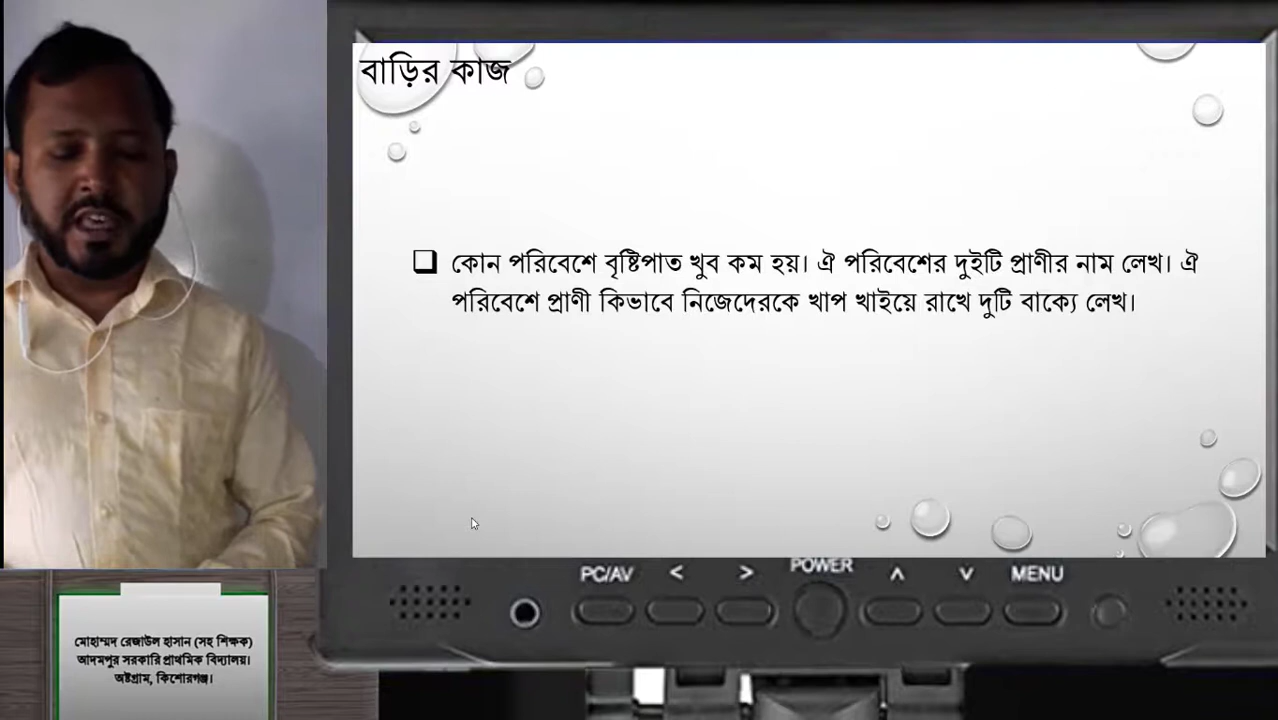 বাড়ির কাজ
কোন পরিবেশে বৃষ্টিপাত খুব কম হয়। ঐ পরিবেশের দুইটি প্রাণীর নাম লেখ। ঐ
পরিবেশে প্রাণী কিভাবে নিজেদেরকে খাপ খাইয়ে রাখে দুটি বাক্যে লেখ।
PC/AV < > POWER ʌ v MENU
মোহাম্মদ রেজাউল হাসান (সহ শিক্ষক)
আদমপুর সরকারি প্রাথমিক বিদ্যালয়।
অষ্টগ্রাম, কিশোরগঞ্জ।